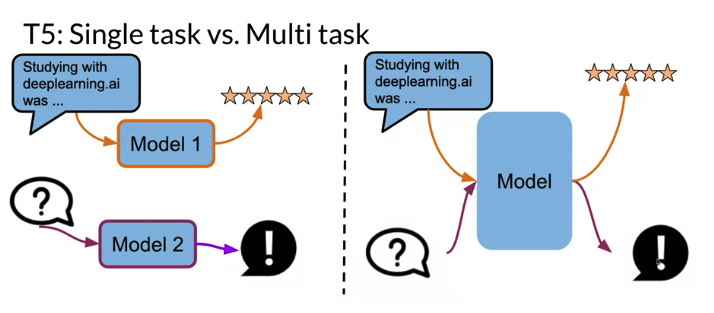 T5: Single task vs. Multi task
Studying with
deeplearning.ai
was ...
Model 1
?
Model 2
!
Studying with
deeplearning.ai
was ...
Model
?
!